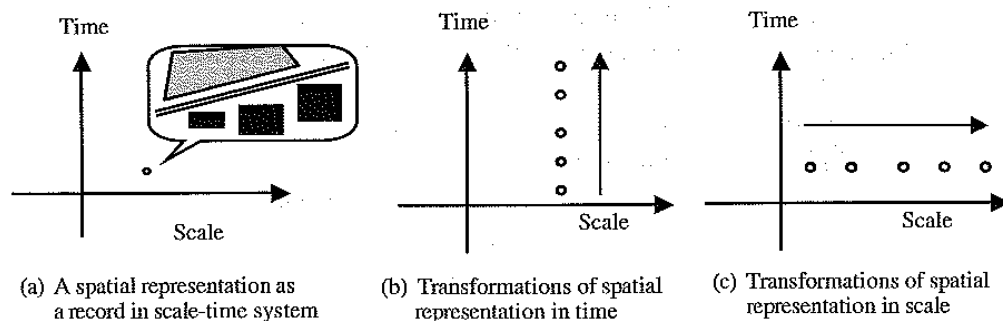 Time
Scale
(a) A spatial representation as
a record in scale-time system
Time
Scale
(b) Transformations of spatial
representation in time
Time
Scale
(c) Transformations of spatial
representation in scale